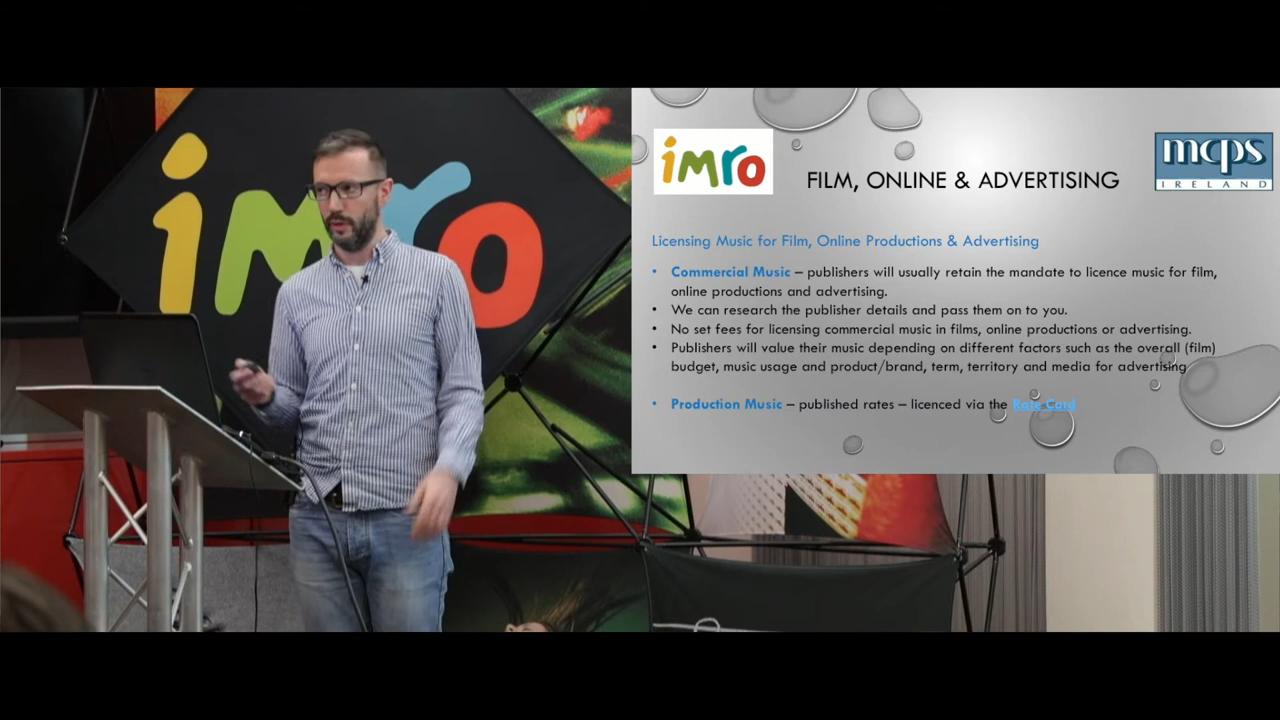 imro
imro
mcps
IRELAND
FILM, ONLINE & ADVERTISING
Licensing Music for Film, Online Productions & Advertising
• Commercial Music – publishers will usually retain the mandate to licence music for film,
online productions and advertising.
• We can research the publisher details and pass them on to you.
• No set fees for licensing commercial music in films, online productions or advertising.
• Publishers will value their music depending on different factors such as the overall (film)
budget, music usage and product/brand, term, territory and media for advertising
• Production Music – published rates – licenced via the Rate Card